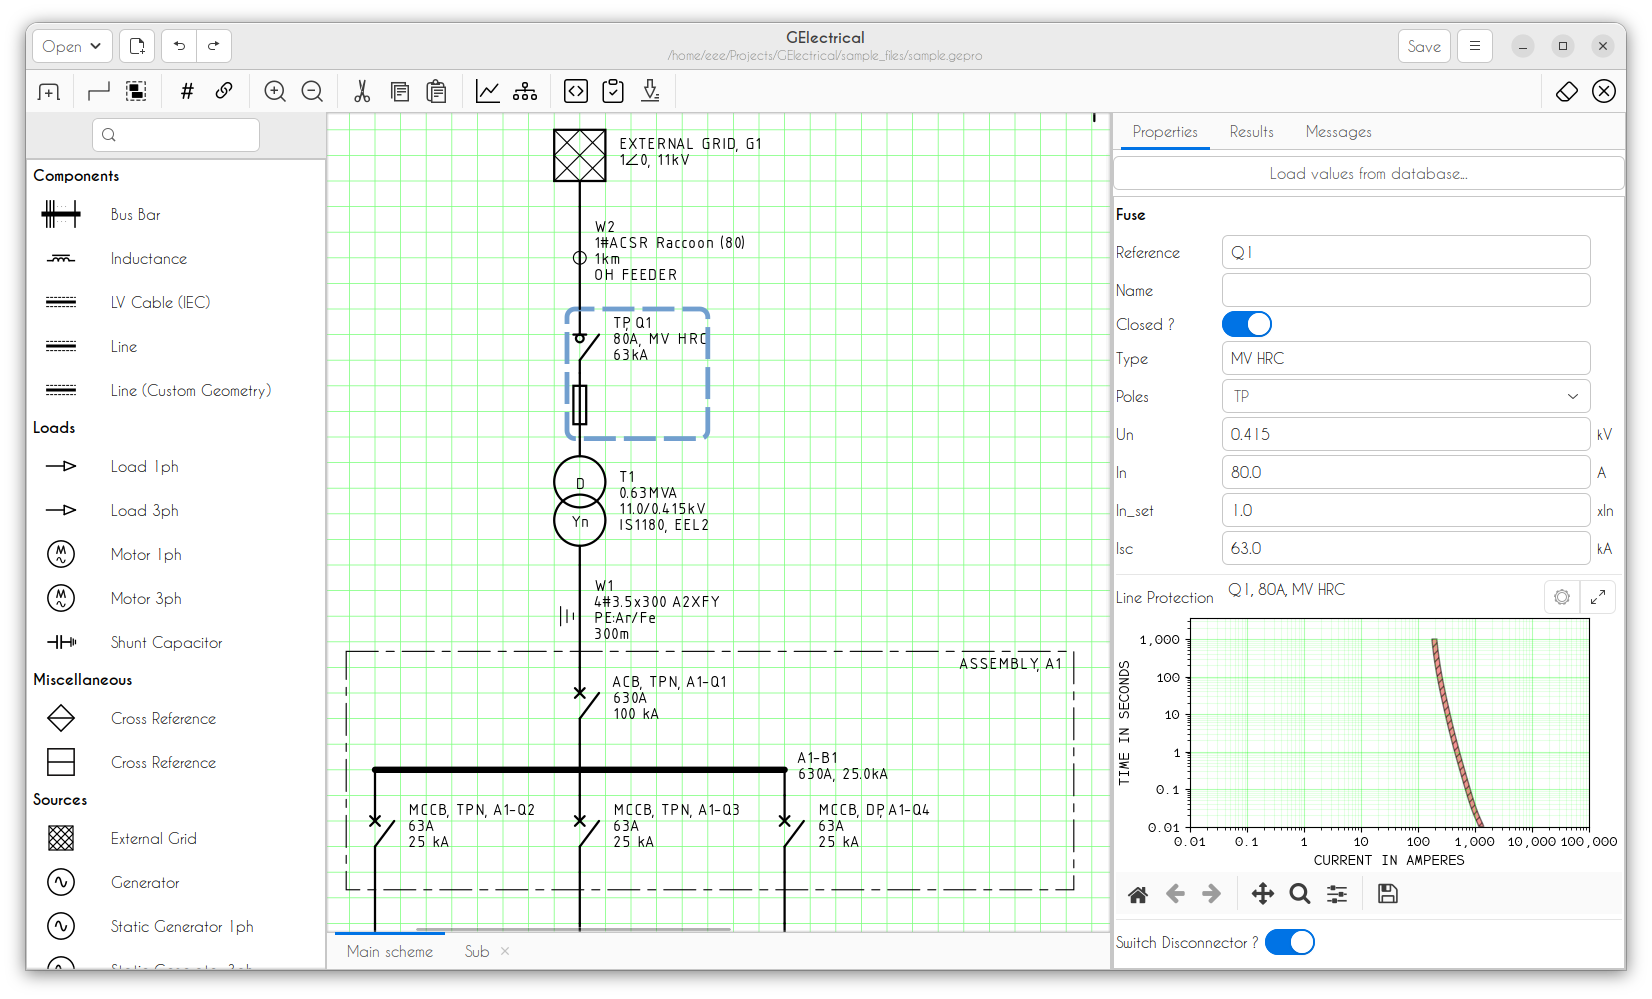 Open
GElectrical
/home/eee/Projects/GElectrical/sample_files/sample.gepro
Save
Components
Bus Bar
Inductance
LV Cable (IEC)
Line
Line (Custom Geometry)
Loads
Load 1ph
Load 3ph
Motor 1ph
Motor 3ph
Shunt Capacitor
Miscellaneous
Cross Reference
Cross Reference
Sources
External Grid
Generator
Static Generator 1ph
Static Generator 3ph
EXTERNAL GRID, G1
1∠0, 11kV
W2
1#ACSR Raccoon (80)
1km
OH FEEDER
TP, Q1
80A, MV HRC
63kA
D
Yn
T1
0.63MVA
11.0/0.415kV
IS1180, EEL2
W1
4#3.5x300 A2XFY
PE:Ar/Fe
300m
ASSEMBLY, A1
ACB, TPN, A1-Q1
630A
100 kA
A1-B1
630A, 25.0kA
MCCB, TPN, A1-Q2
63A
25 kA
MCCB, TPN, A1-Q3
63A
25 kA
MCCB, DP, A1-Q4
63A
25 kA
Main scheme
Sub
Properties
Results
Messages
Load values from database...
Fuse
Reference
Q1
Name
Closed ?
Type
MV HRC
Poles
TP
Un
0.415
kV
In
80.0
A
In_set
1.0
xIn
Isc
63.0
kA
Line Protection
Q1, 80A, MV HRC
TIME IN SECONDS
1,000
100
10
1
0.1
0.01
0.01
0.1
1
10
100
1,000
10,000
100,000
CURRENT IN AMPERES
Switch Disconnector ?